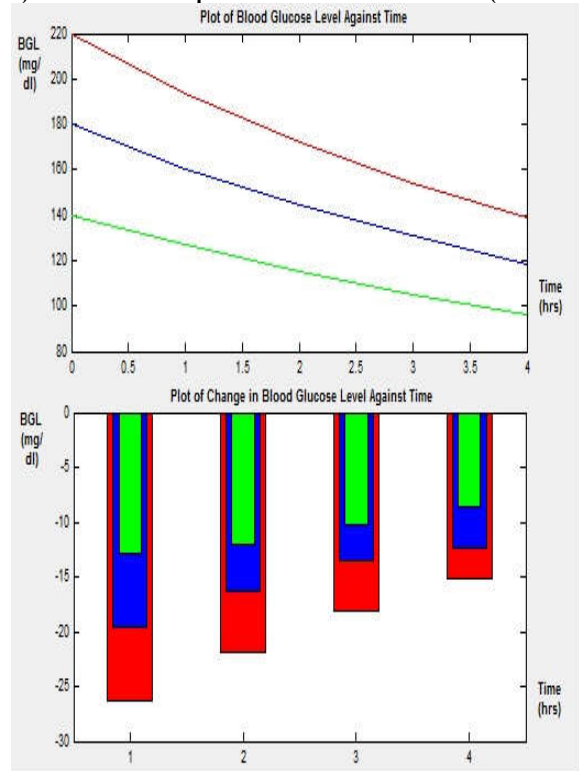 Plot of Blood Glucose Level Against Time
BGL
(mg/
dl)
220
200
180
160
140
120
100
80
Time
(hrs)
0 0.5 1 1.5 2 2.5 3 3.5 4
Plot of Change in Blood Glucose Level Against Time
BGL
(mg/
dl)
0
-5
-10
-15
-20
-25
-30
Time
(hrs)
1 2 3 4